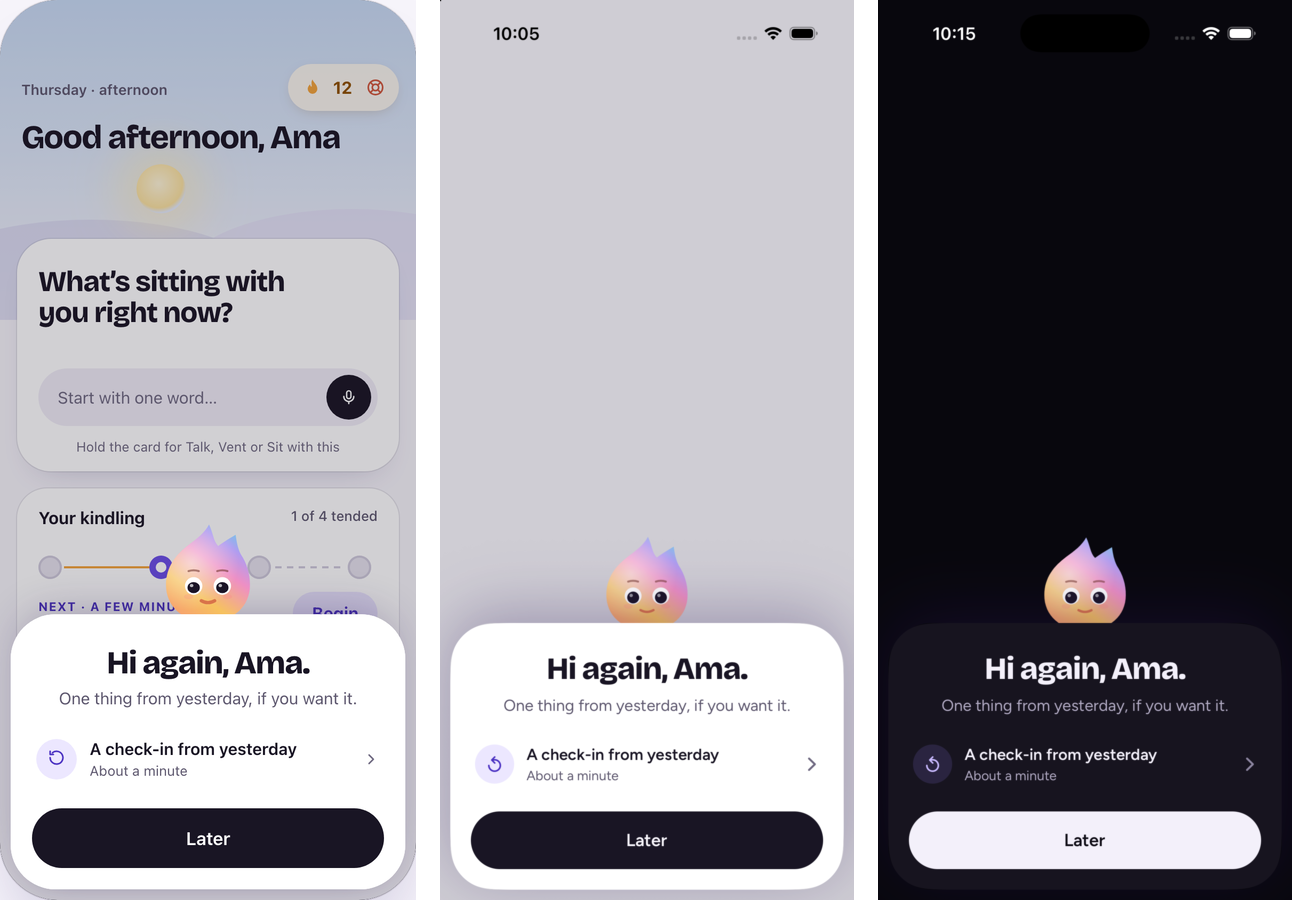 Thursday · afternoon
12
Good afternoon, Ama
What's sitting with
you right now?
Start with one word...
Hold the card for Talk, Vent or Sit with this
Your kindling
1 of 4 tended
NEXT · A FEW
Begin
Hi again, Ama.
One thing from yesterday, if you want it.
A check-in from yesterday
About a minute
Later
10:05
Hi again, Ama.
One thing from yesterday, if you want it.
A check-in from yesterday
About a minute
Later
10:15
Hi again, Ama.
One thing from yesterday, if you want it.
A check-in from yesterday
About a minute
Later